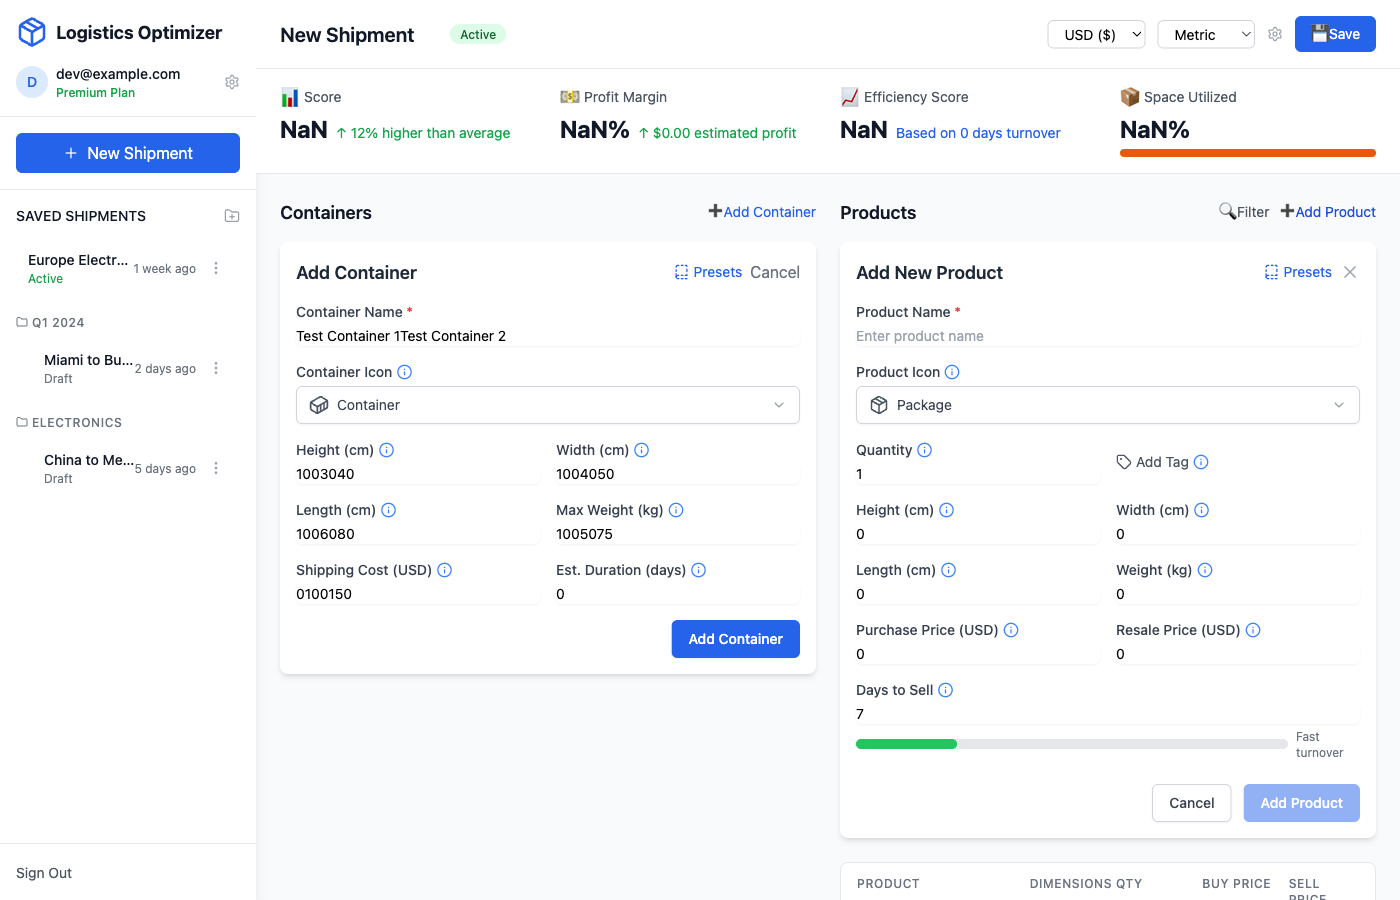 Logistics Optimizer
D
dev@example.com
Premium Plan
+ New Shipment
SAVED SHIPMENTS
Europe Electr... 1 week ago
Active
Q1 2024
Miami to Bu... 2 days ago
Draft
ELECTRONICS
China to Me... 5 days ago
Draft
Sign Out
New Shipment Active
USD ($) Metric Save
Score
NaN ↑ 12% higher than average
Profit Margin
NaN% ↑ $0.00 estimated profit
Efficiency Score
NaN Based on 0 days turnover
Space Utilized
NaN%
Containers
Add Container
Add Container
Presets Cancel
Container Name *
Test Container 1Test Container 2
Container Icon
Container
Height (cm) Width (cm)
1003040 1004050
Length (cm) Max Weight (kg)
1006080 1005075
Shipping Cost (USD) Est. Duration (days)
0100150 0
Add Container
Products
Filter Add Product
Add New Product
Presets
Product Name *
Enter product name
Product Icon
Package
Quantity
1
Add Tag
Height (cm) Width (cm)
0 0
Length (cm) Weight (kg)
0 0
Purchase Price (USD) Resale Price (USD)
0 0
Days to Sell
7
Fast
turnover
Cancel Add Product
PRODUCT DIMENSIONS QTY BUY PRICE SELL
PRICE